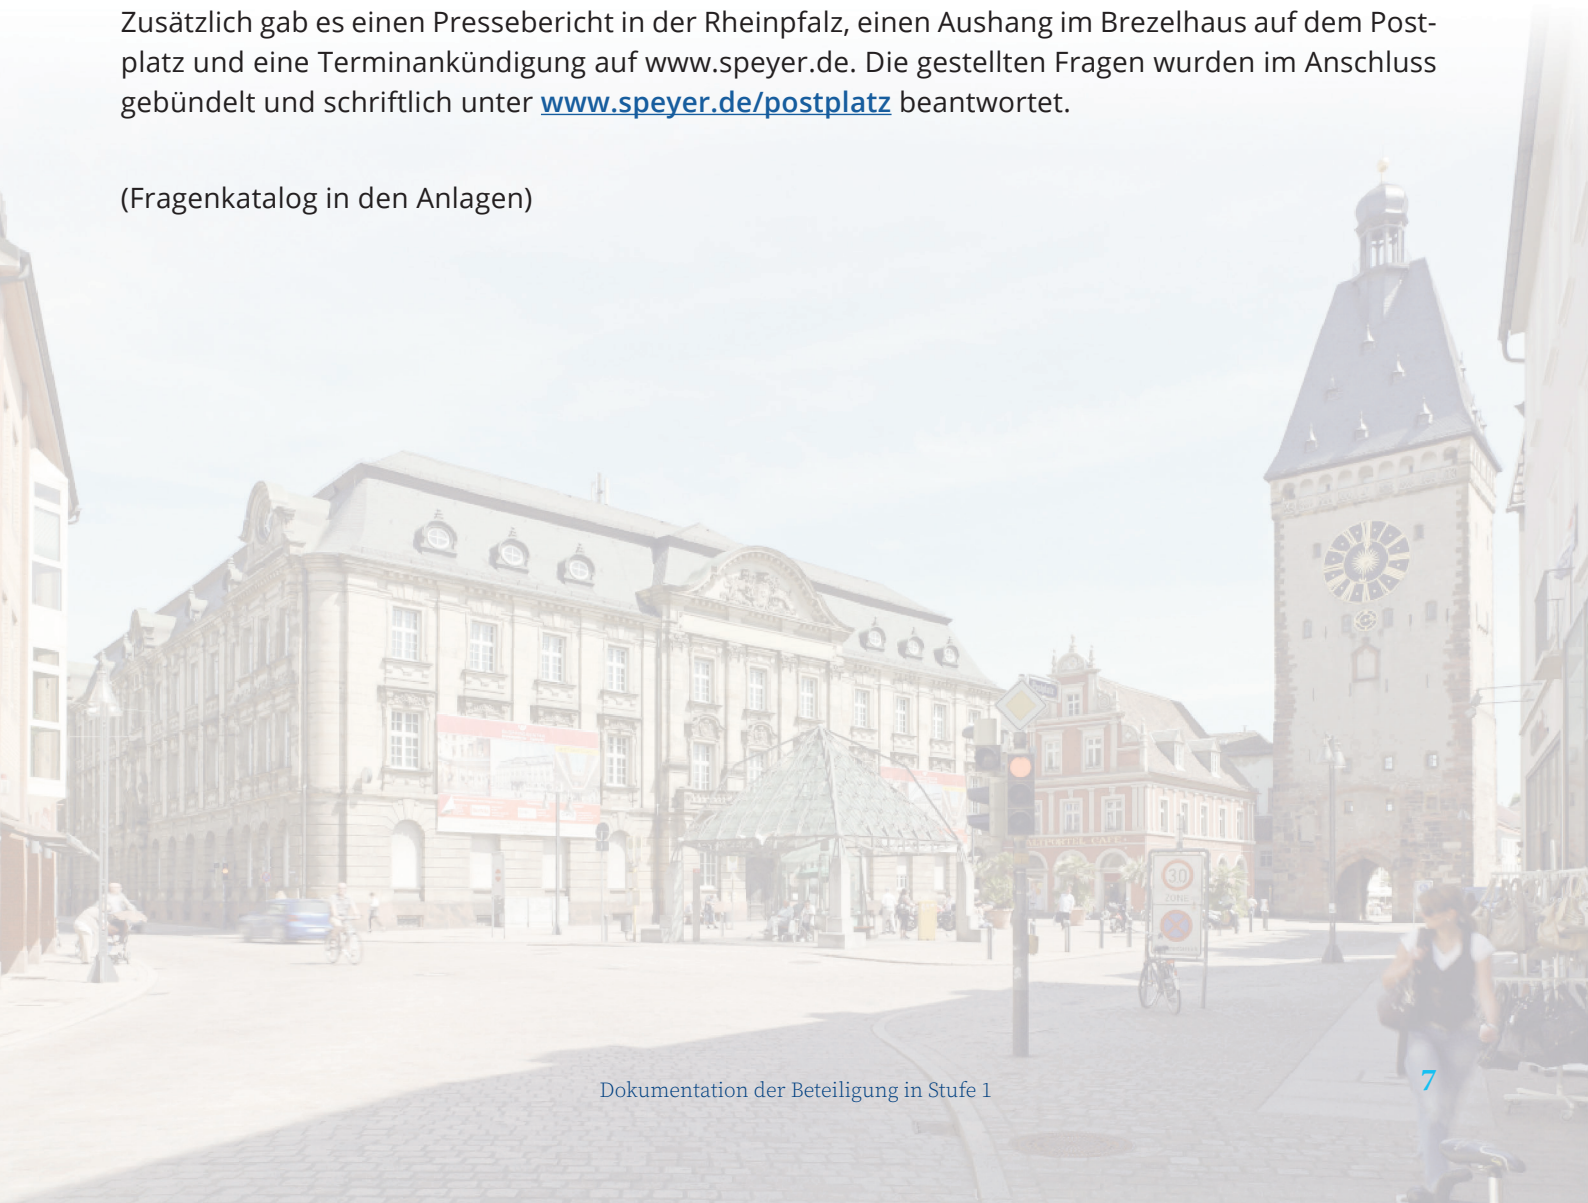 Zusätzlich gab es einen Pressebericht in der Rheinpfalz, einen Aushang im Brezelhaus auf dem Post-
platz und eine Terminankündigung auf www.speyer.de. Die gestellten Fragen wurden im Anschluss
gebündelt und schriftlich unter www.speyer.de/postplatz beantwortet.
(Fragenkatalog in den Anlagen)
30
ZONE
Dokumentation der Beteiligung in Stufe 1
7